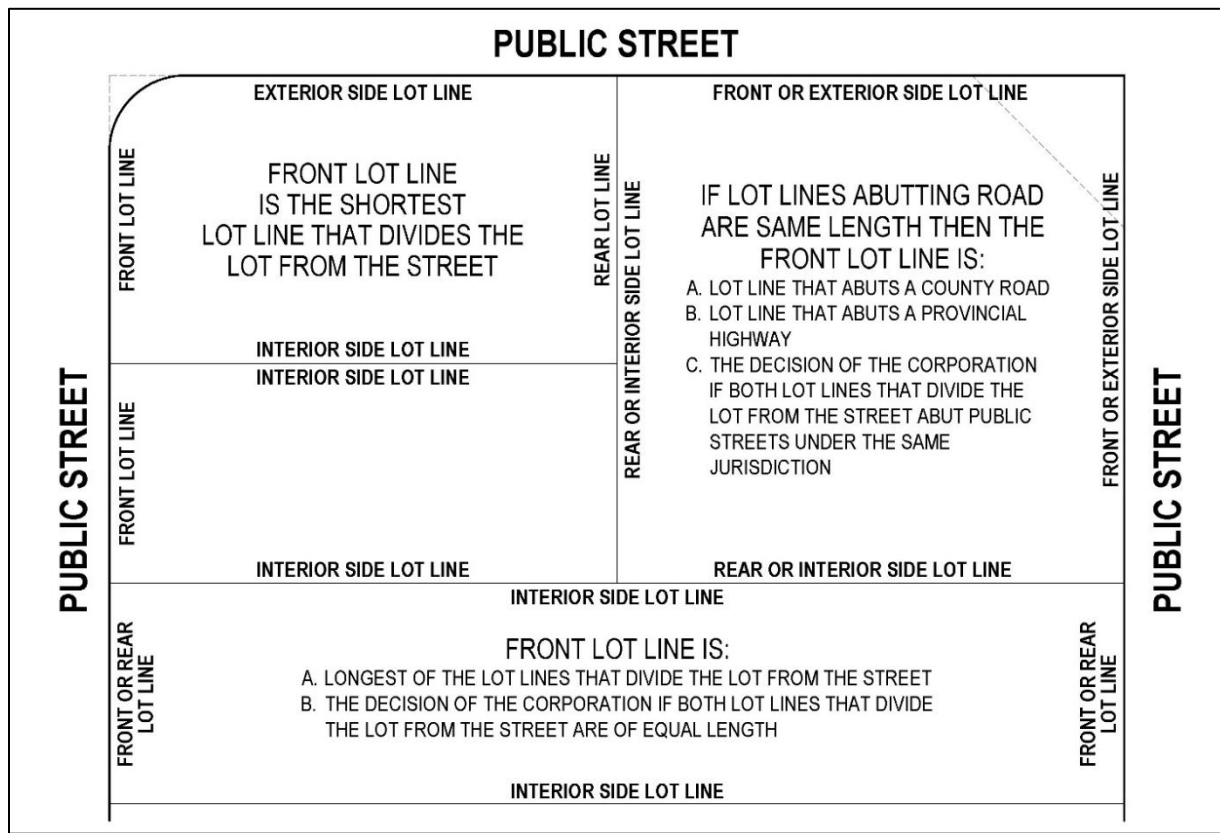 PUBLIC STREET
EXTERIOR SIDE LOT LINE
FRONT LOT LINE
FRONT LOT LINE
IS THE SHORTEST
LOT LINE THAT DIVIDES THE
LOT FROM THE STREET
REAR LOT LINE
INTERIOR SIDE LOT LINE
FRONT OR EXTERIOR SIDE LOT LINE
REAR OR INTERIOR SIDE LOT LINE
IF LOT LINES ABUTTING ROAD
ARE SAME LENGTH THEN THE
FRONT LOT LINE IS:
A. LOT LINE THAT ABUTS A COUNTY ROAD
B. LOT LINE THAT ABUTS A PROVINCIAL
HIGHWAY
C. THE DECISION OF THE CORPORATION
IF BOTH LOT LINES THAT DIVIDE THE
LOT FROM THE STREET ABUT PUBLIC
STREETS UNDER THE SAME
JURISDICTION
FRONT OR EXTERIOR SIDE LOT LINE
REAR OR INTERIOR SIDE LOT LINE
INTERIOR SIDE LOT LINE
FRONT LOT LINE
INTERIOR SIDE LOT LINE
PUBLIC STREET
PUBLIC STREET
INTERIOR SIDE LOT LINE
FRONT OR REAR
LOT LINE
FRONT LOT LINE IS:
A. LONGEST OF THE LOT LINES THAT DIVIDE THE LOT FROM THE STREET
B. THE DECISION OF THE CORPORATION IF BOTH LOT LINES THAT DIVIDE
THE LOT FROM THE STREET ARE OF EQUAL LENGTH
FRONT OR REAR
LOT LINE
INTERIOR SIDE LOT LINE